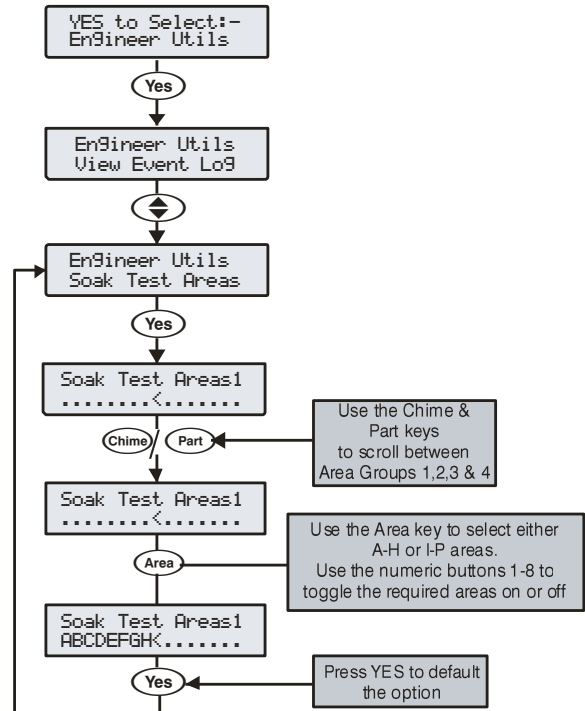 YES to Select:-
Engineer Utils
Yes
Engineer Utils
View Event Log
Engineer Utils
Soak Test Areas
Yes
Soak Test Areas1
........<.......
Chime / Part
Use the Chime &
Part keys
to scroll between
Area Groups 1,2,3 & 4
Soak Test Areas1
........<.......
Area
Use the Area key to select either
A-H or I-P areas.
Use the numeric buttons 1-8 to
toggle the required areas on or off
Soak Test Areas1
ABCDEFGH<.......
Yes
Press YES to default
the option